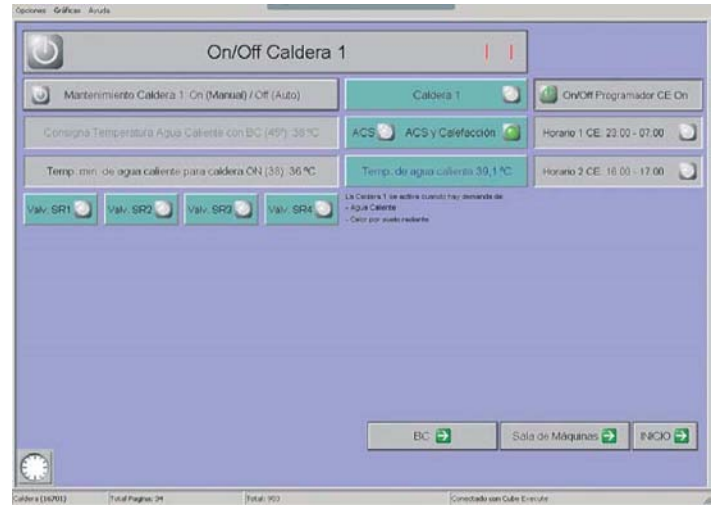 Opciones Gráficas Ayuda
On/Off Caldera 1
Mantenimiento Caldera 1: On (Manual) / Off (Auto)
Caldera 1
On/Off Programador CE On
Consigna Temperatura Agua Caliente con BC (45º): 38 ºC
ACS
ACS y Calefacción
Horario 1 CE: 23:00 - 07:00
Temp. min. de agua caliente para caldera ON (38): 36 ºC
Temp. de agua caliente 39,1 ºC
Horario 2 CE: 16:00 - 17:00
Valv. SR1
Valv. SR2
Valv. SR3
Valv. SR4
La Caldera 1 se activa cuando hay demanda de:
- Agua Caliente
- Calor por suelo radiante
BC
Sala de Máquinas
INICIO
Caldera (16701)
Total Paginas: 34
Total: 903
Conectado con Cube Execute